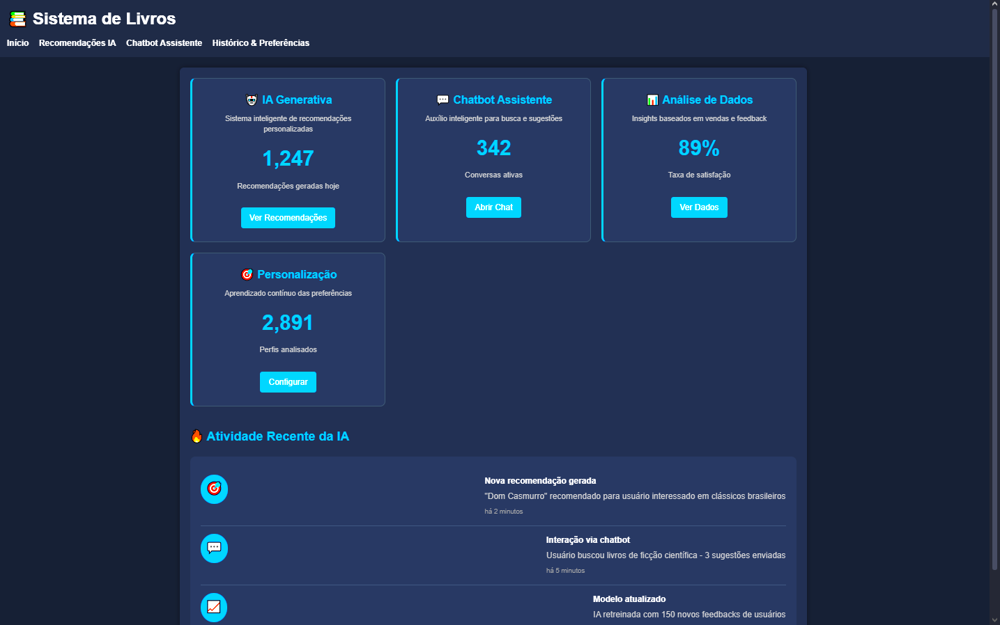 Sistema de Livros
Início Recomendações IA Chatbot Assistente Histórico & Preferências
IA Generativa
Sistema inteligente de recomendações
personalizadas
1,247
Recomendações geradas hoje
Ver Recomendações
Chatbot Assistente
Auxílio inteligente para busca e sugestões
342
Conversas ativas
Abrir Chat
Análise de Dados
Insights baseados em vendas e feedback
89%
Taxa de satisfação
Ver Dados
Personalização
Aprendizado contínuo das preferências
2,891
Perfis analisados
Configurar
Atividade Recente da IA
Nova recomendação gerada
"Dom Casmurro" recomendado para usuário interessado em clássicos brasileiros
há 2 minutos
Interação via chatbot
Usuário buscou livros de ficção científica - 3 sugestões enviadas
há 5 minutos
Modelo atualizado
IA retreinada com 150 novos feedbacks de usuários